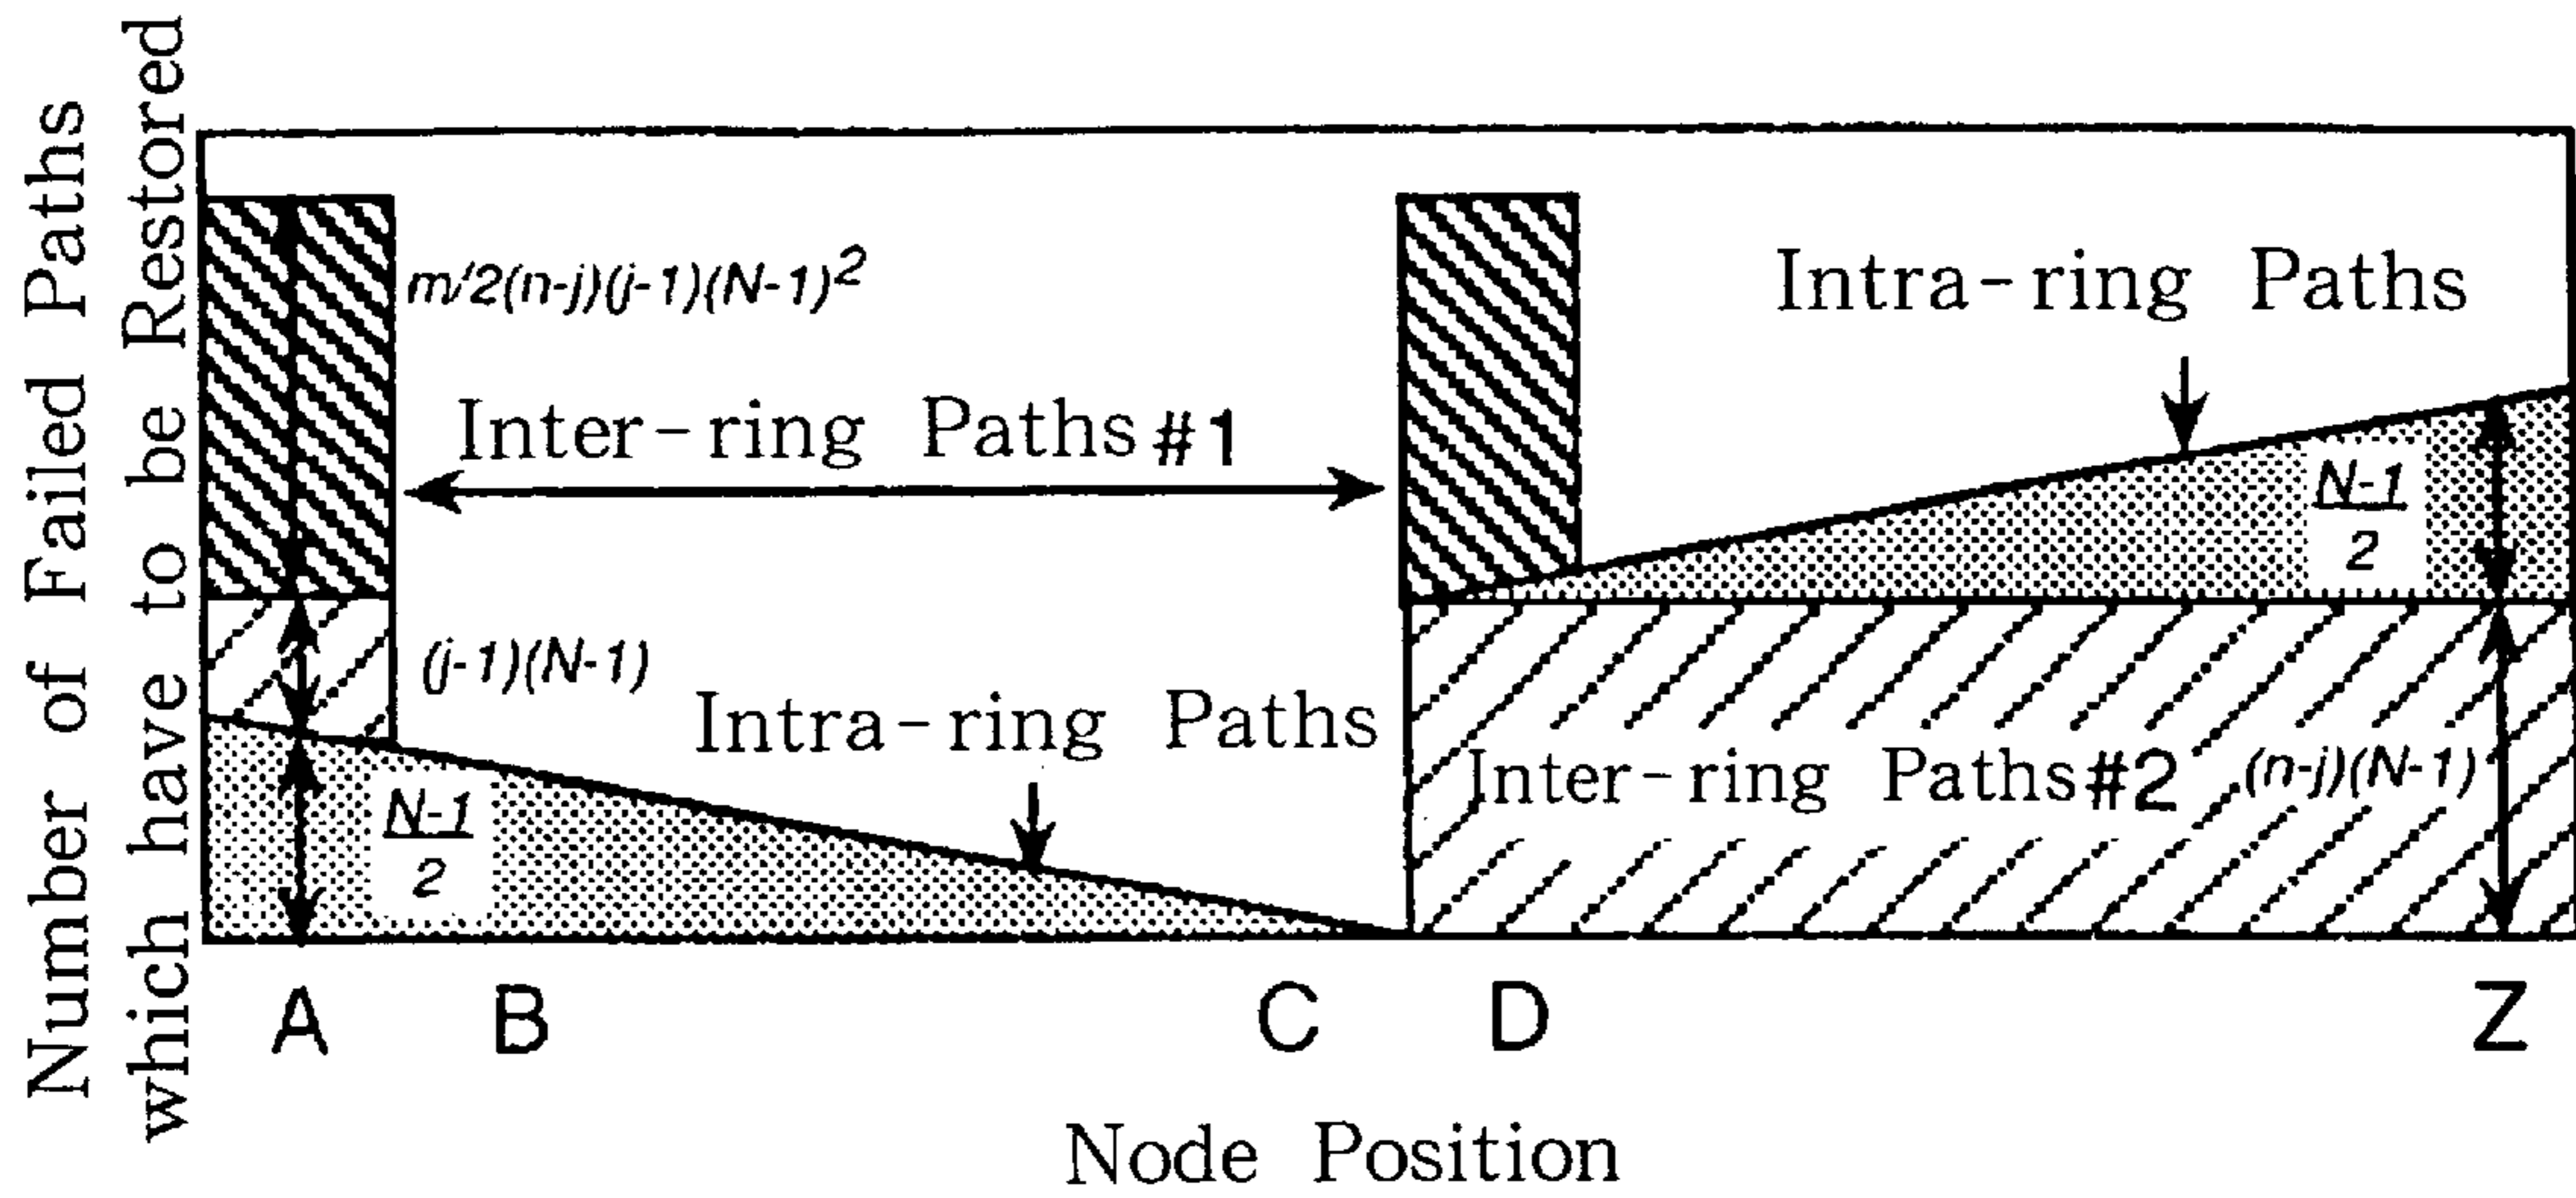 Number of Failed Paths
which have to be Restored
m/2(n-j)(j-1)(N-1)²
Inter-ring Paths #1
Intra-ring Paths
N-1
2
(j-1)(N-1)
Intra-ring Paths
N-1
2
Inter-ring Paths #2
(n-j)(N-1)
A B C D Z
Node Position